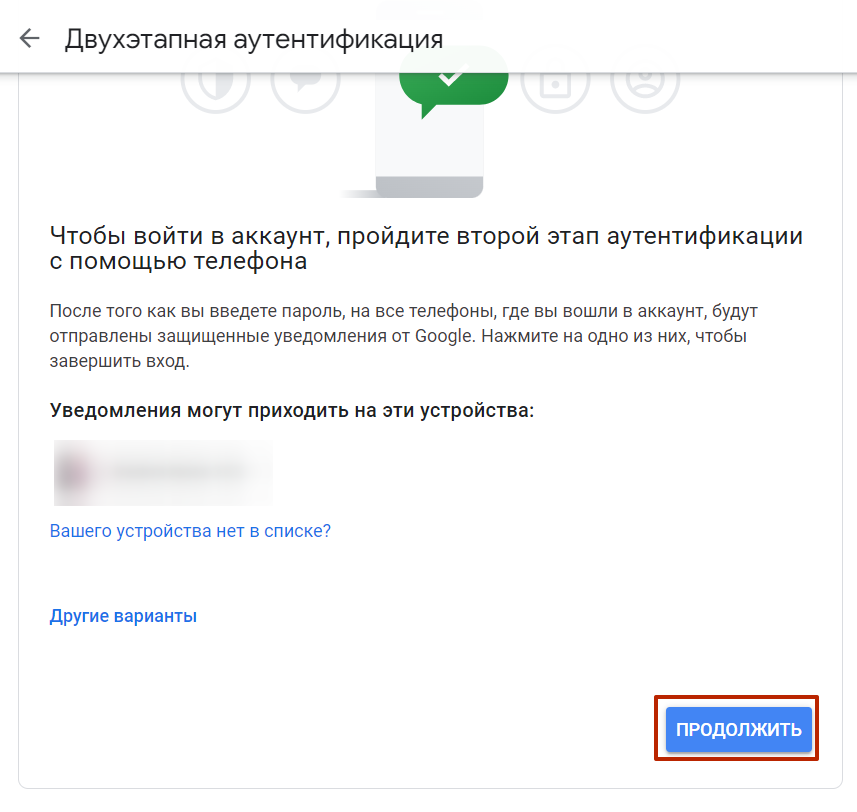 Двухэтапная аутентификация
Чтобы войти в аккаунт, пройдите второй этап аутентификации
с помощью телефона
После того как вы введете пароль, на все телефоны, где вы вошли в аккаунт, будут
отправлены защищенные уведомления от Google. Нажмите на одно из них, чтобы
завершить вход.
Уведомления могут приходить на эти устройства:
Вашего устройства нет в списке?
Другие варианты
ПРОДОЛЖИТЬ